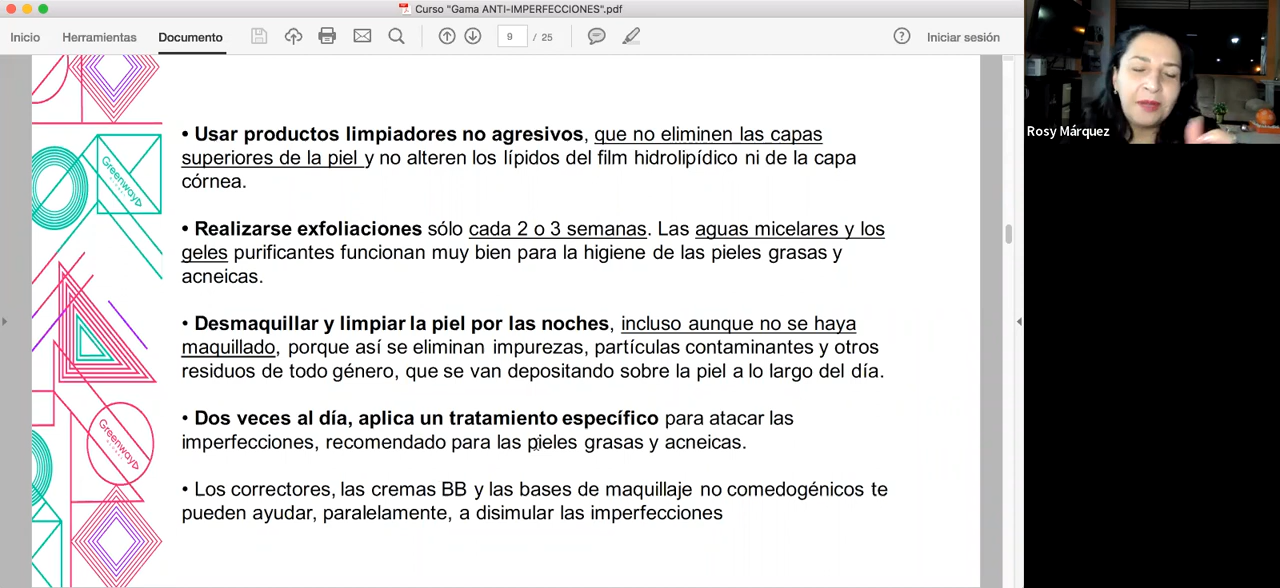 Curso "Gama ANTI-IMPERFECCIONES".pdf
Inicio Herramientas Documento 9 / 25 Iniciar sesión
Rosy Márquez
• Usar productos limpiadores no agresivos, que no eliminen las capas
superiores de la piel y no alteren los lípidos del film hidrolipídico ni de la capa
córnea.
• Realizarse exfoliaciones sólo cada 2 o 3 semanas. Las aguas micelares y los
geles purificantes funcionan muy bien para la higiene de las pieles grasas y
acneicas.
• Desmaquillar y limpiar la piel por las noches, incluso aunque no se haya
maquillado, porque así se eliminan impurezas, partículas contaminantes y otros
residuos de todo género, que se van depositando sobre la piel a lo largo del día.
• Dos veces al día, aplica un tratamiento específico para atacar las
imperfecciones, recomendado para las pieles grasas y acneicas.
• Los correctores, las cremas BB y las bases de maquillaje no comedogénicos te
pueden ayudar, paralelamente, a disimular las imperfecciones
Greenway
Greenway